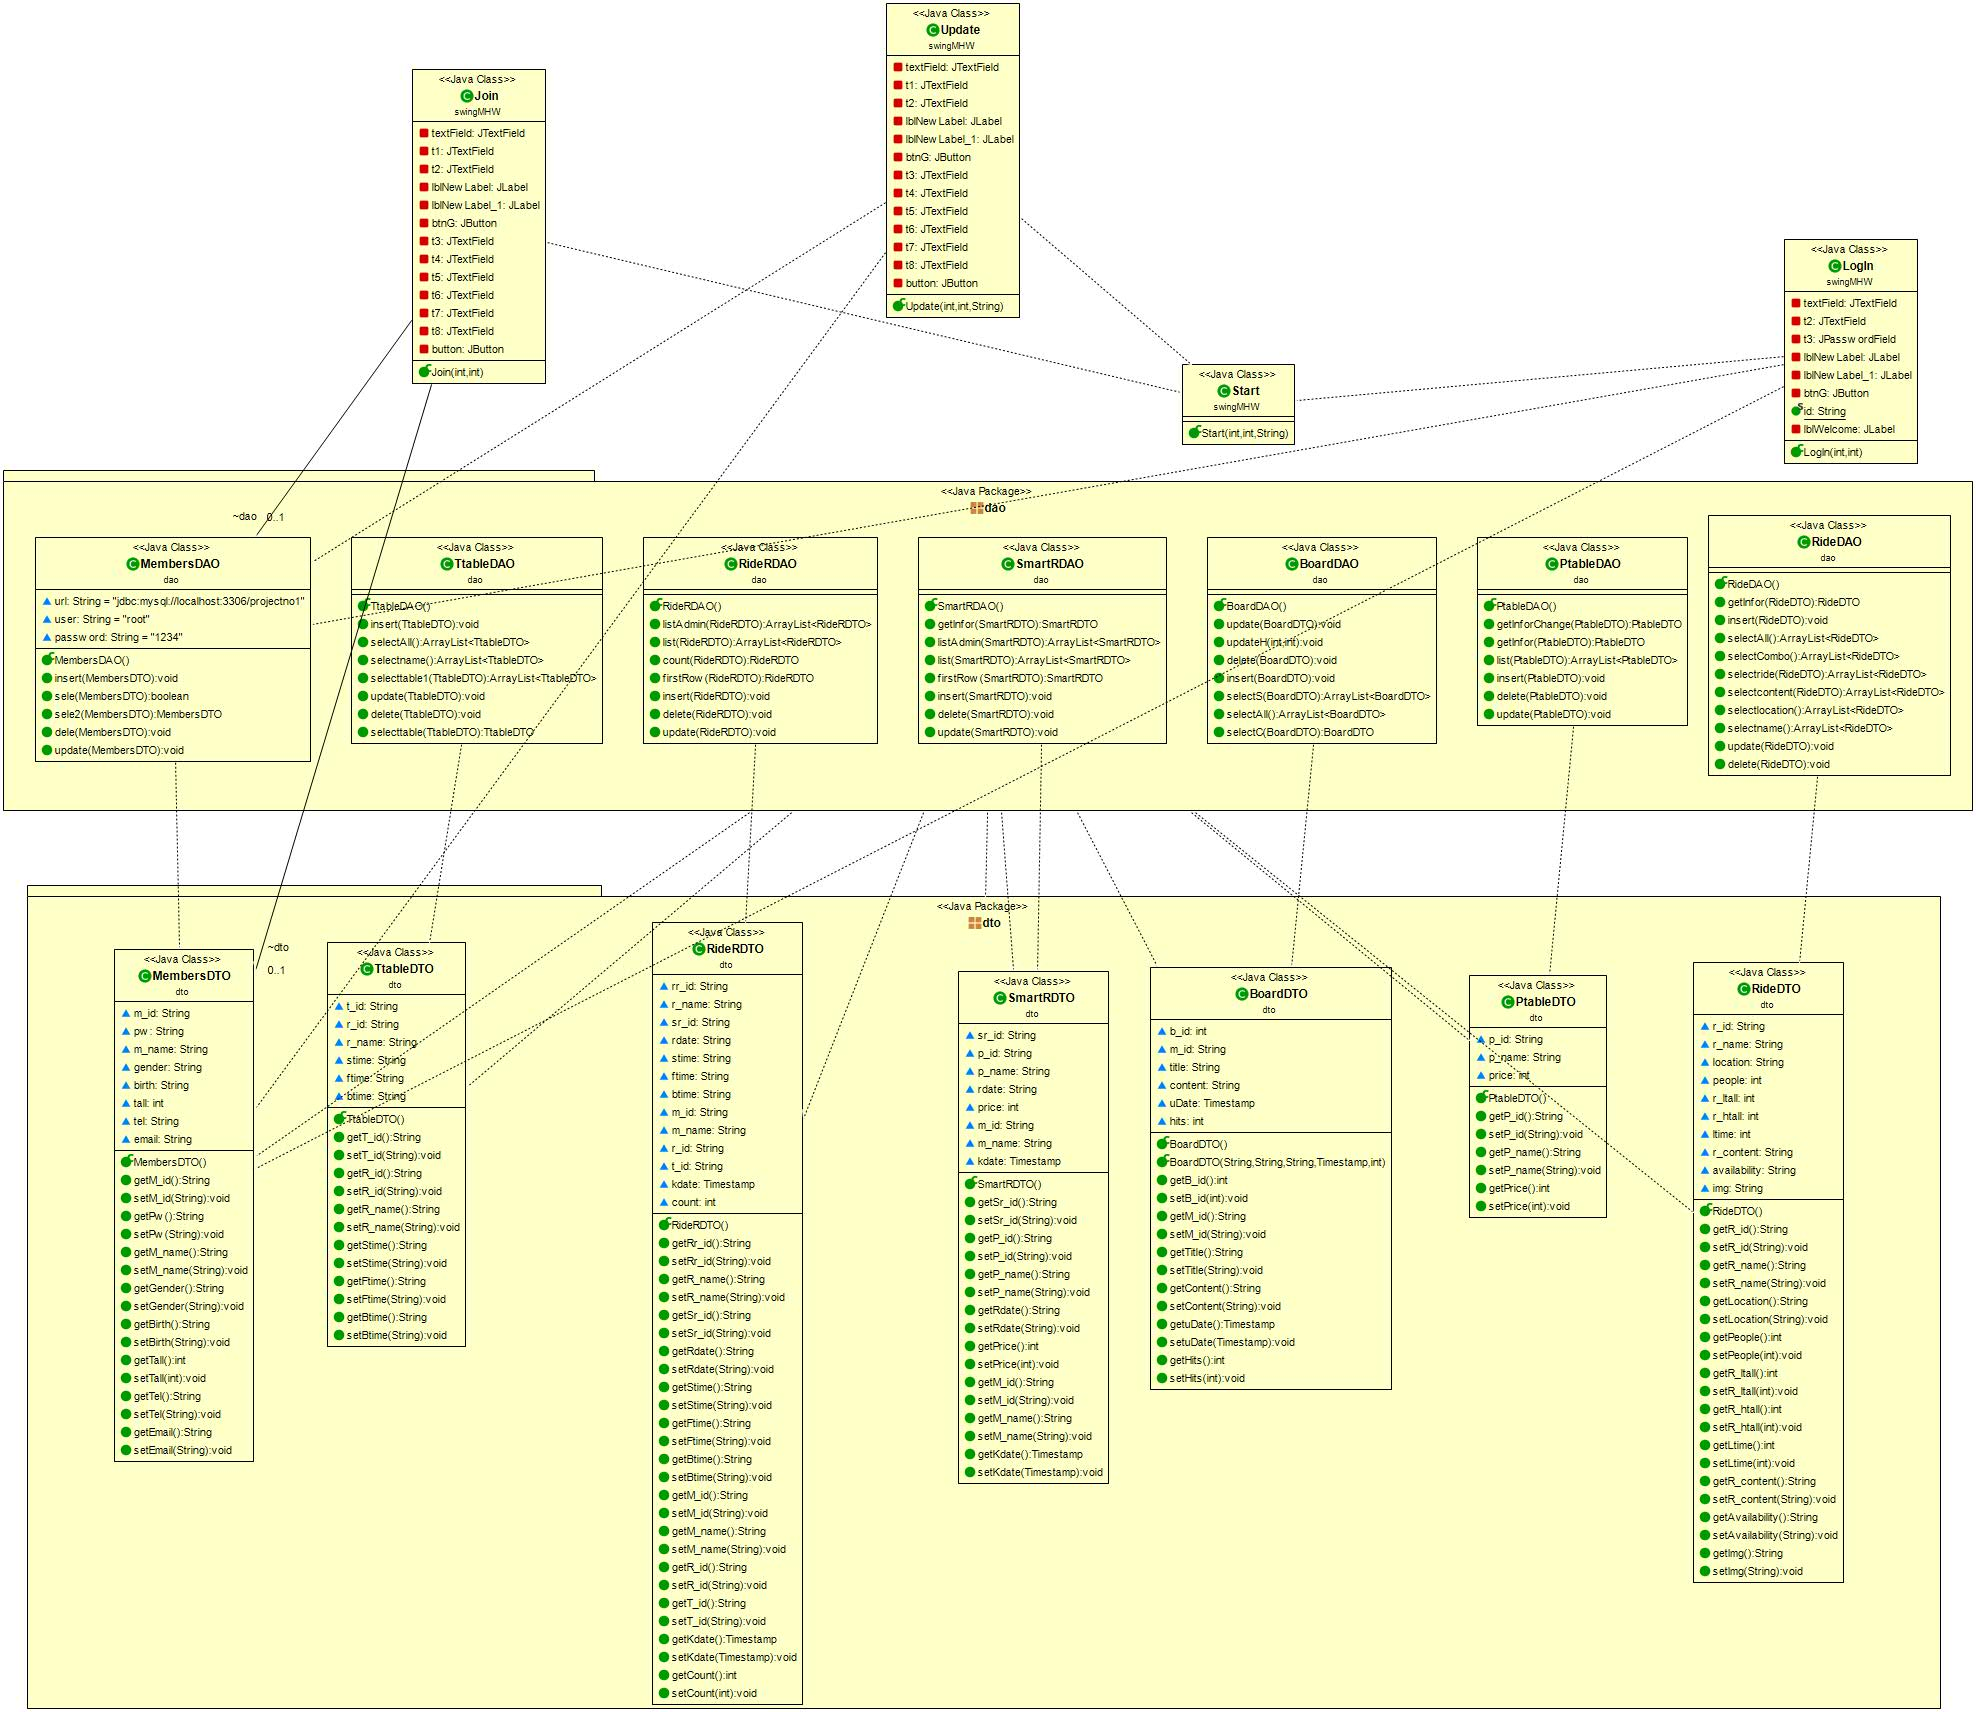 <<Java Class>>
Update
swingMHW
textField: JTextField
t1: JTextField
t2: JTextField
lblNew Label: JLabel
lblNew Label_1: JLabel
btnG: JButton
t3: JTextField
t4: JTextField
t5: JTextField
t6: JTextField
t7: JTextField
t8: JTextField
button: JButton
Update(int,int,String)
<<Java Class>>
Join
swingMHW
textField: JTextField
t1: JTextField
t2: JTextField
lblNew Label: JLabel
lblNew Label_1: JLabel
btnG: JButton
t3: JTextField
t4: JTextField
t5: JTextField
t6: JTextField
t7: JTextField
t8: JTextField
button: JButton
Join(int,int)
<<Java Class>>
LogIn
swingMHW
textField: JTextField
t2: JTextField
t3: JPassw ordField
lblNew Label: JLabel
lblNew Label_1: JLabel
btnG: JButton
id: String
lblWelcome: JLabel
LogIn(int,int)
<<Java Class>>
Start
swingMHW
Start(int,int,String)
<<Java Package>>
dao
~dao 0..1
<<Java Class>>
MembersDAO
dao
url: String = "jdbc:mysql://localhost:3306/projectno1"
user: String = "root"
passw ord: String = "1234"
MembersDAO()
insert(MembersDTO):void
sele(MembersDTO):boolean
sele2(MembersDTO):MembersDTO
dele(MembersDTO):void
update(MembersDTO):void
<<Java Class>>
TtableDAO
dao
TtableDAO()
insert(TtableDTO):void
selectAll():ArrayList<TtableDTO>
selectname():ArrayList<TtableDTO>
selecttable1(TtableDTO):ArrayList<TtableDTO>
update(TtableDTO):void
delete(TtableDTO):void
selecttable(TtableDTO):TtableDTO
<<Java Class>>
RideRDAO
dao
RideRDAO()
listAdmin(RideRDTO):ArrayList<RideRDTO>
list(RideRDTO):ArrayList<RideRDTO>
count(RideRDTO):RideRDTO
firstRow (RideRDTO):RideRDTO
insert(RideRDTO):void
delete(RideRDTO):void
update(RideRDTO):void
<<Java Class>>
SmartRDAO
dao
SmartRDAO()
getInfor(SmartRDTO):SmartRDTO
listAdmin(SmartRDTO):ArrayList<SmartRDTO>
list(SmartRDTO):ArrayList<SmartRDTO>
firstRow (SmartRDTO):SmartRDTO
insert(SmartRDTO):void
delete(SmartRDTO):void
update(SmartRDTO):void
<<Java Class>>
BoardDAO
dao
BoardDAO()
update(BoardDTO):void
updateH(int,int):void
delete(BoardDTO):void
insert(BoardDTO):void
selectS(BoardDTO):ArrayList<BoardDTO>
selectAll():ArrayList<BoardDTO>
selectC(BoardDTO):BoardDTO
<<Java Class>>
PtableDAO
dao
PtableDAO()
getInforChange(PtableDTO):PtableDTO
getInfor(PtableDTO):PtableDTO
list(PtableDTO):ArrayList<PtableDTO>
insert(PtableDTO):void
delete(PtableDTO):void
update(PtableDTO):void
<<Java Class>>
RideDAO
dao
RideDAO()
getInfor(RideDTO):RideDTO
insert(RideDTO):void
selectAll():ArrayList<RideDTO>
selectCombo():ArrayList<RideDTO>
selectride(RideDTO):ArrayList<RideDTO>
selectcontent(RideDTO):ArrayList<RideDTO>
selectlocation():ArrayList<RideDTO>
selectname():ArrayList<RideDTO>
update(RideDTO):void
delete(RideDTO):void
<<Java Package>>
dto
~dto
0..1
<<Java Class>>
MembersDTO
dto
m_id: String
pw : String
m_name: String
gender: String
birth: String
tall: int
tel: String
email: String
MembersDTO()
getM_id():String
setM_id(String):void
getPw ():String
setPw (String):void
getM_name():String
setM_name(String):void
getGender():String
setGender(String):void
getBirth():String
setBirth(String):void
getTall():int
setTall(int):void
getTel():String
setTel(String):void
getEmail():String
setEmail(String):void
<<Java Class>>
TtableDTO
dto
t_id: String
r_id: String
r_name: String
stime: String
ftime: String
btime: String
TtableDTO()
getT_id():String
setT_id(String):void
getR_id():String
setR_id(String):void
getR_name():String
setR_name(String):void
getStime():String
setStime(String):void
getFtime():String
setFtime(String):void
getBtime():String
setBtime(String):void
<<Java Class>>
RideRDTO
dto
rr_id: String
r_name: String
sr_id: String
rdate: String
stime: String
ftime: String
btime: String
m_id: String
m_name: String
r_id: String
t_id: String
kdate: Timestamp
count: int
RideRDTO()
getRr_id():String
setRr_id(String):void
getR_name():String
setR_name(String):void
getSr_id():String
setSr_id(String):void
getRdate():String
setRdate(String):void
getStime():String
setStime(String):void
getFtime():String
setFtime(String):void
getBtime():String
setBtime(String):void
getM_id():String
setM_id(String):void
getM_name():String
setM_name(String):void
getR_id():String
setR_id(String):void
getT_id():String
setT_id(String):void
getKdate():Timestamp
setKdate(Timestamp):void
getCount():int
setCount(int):void
<<Java Class>>
SmartRDTO
dto
sr_id: String
p_id: String
p_name: String
rdate: String
price: int
m_id: String
m_name: String
kdate: Timestamp
SmartRDTO()
getSr_id():String
setSr_id(String):void
getP_id():String
setP_id(String):void
getP_name():String
setP_name(String):void
getRdate():String
setRdate(String):void
getPrice():int
setPrice(int):void
getM_id():String
setM_id(String):void
getM_name():String
setM_name(String):void
getKdate():Timestamp
setKdate(Timestamp):void
<<Java Class>>
BoardDTO
dto
b_id: int
m_id: String
title: String
content: String
uDate: Timestamp
hits: int
BoardDTO()
BoardDTO(String,String,String,Timestamp,int)
getB_id():int
setB_id(int):void
getM_id():String
setM_id(String):void
getTitle():String
setTitle(String):void
getContent():String
setContent(String):void
getuDate():Timestamp
setuDate(Timestamp):void
getHits():int
setHits(int):void
<<Java Class>>
PtableDTO
dto
p_id: String
p_name: String
price: int
PtableDTO()
getP_id():String
setP_id(String):void
getP_name():String
setP_name(String):void
getPrice():int
setPrice(int):void
<<Java Class>>
RideDTO
dto
r_id: String
r_name: String
location: String
people: int
r_ltall: int
r_htall: int
ltime: int
r_content: String
availability: String
img: String
RideDTO()
getR_id():String
setR_id(String):void
getR_name():String
setR_name(String):void
getLocation():String
setLocation(String):void
getPeople():int
setPeople(int):void
getR_ltall():int
setR_ltall(int):void
getR_htall():int
setR_htall(int):void
getLtime():int
setLtime(int):void
getR_content():String
setR_content(String):void
getAvailability():String
setAvailability(String):void
getImg():String
setImg(String):void